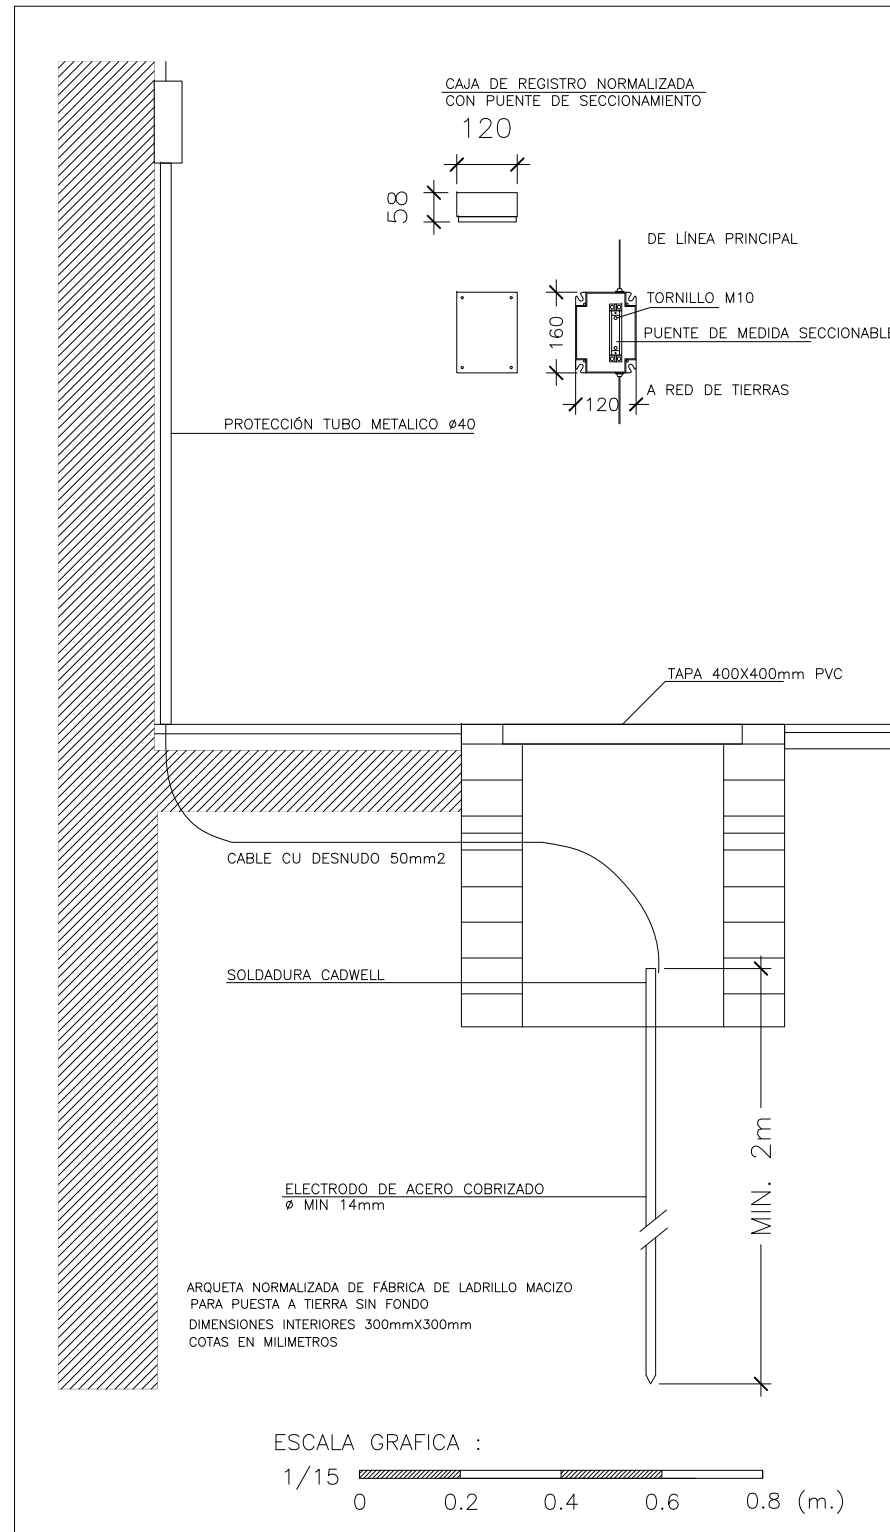 CAJA DE REGISTRO NORMALIZADA
CON PUENTE DE SECCIONAMIENTO
120
58
DE LÍNEA PRINCIPAL
TORNILLO M10
160
PUENTE DE MEDIDA SECCIONABLE
A RED DE TIERRAS
120
PROTECCIÓN TUBO METALICO Ø40
TAPA 400X400mm PVC
CABLE CU DESNUDO 50mm2
SOLDADURA CADWELL
MIN. 2m
ELECTRODO DE ACERO COBRIZADO
Ø MIN 14mm
ARQUETA NORMALIZADA DE FÁBRICA DE LADRILLO MACIZO
PARA PUESTA A TIERRA SIN FONDO
DIMENSIONES INTERIORES 300mmX300mm
COTAS EN MILIMETROS
ESCALA GRAFICA :
1/15
0 0.2 0.4 0.6 0.8 (m.)